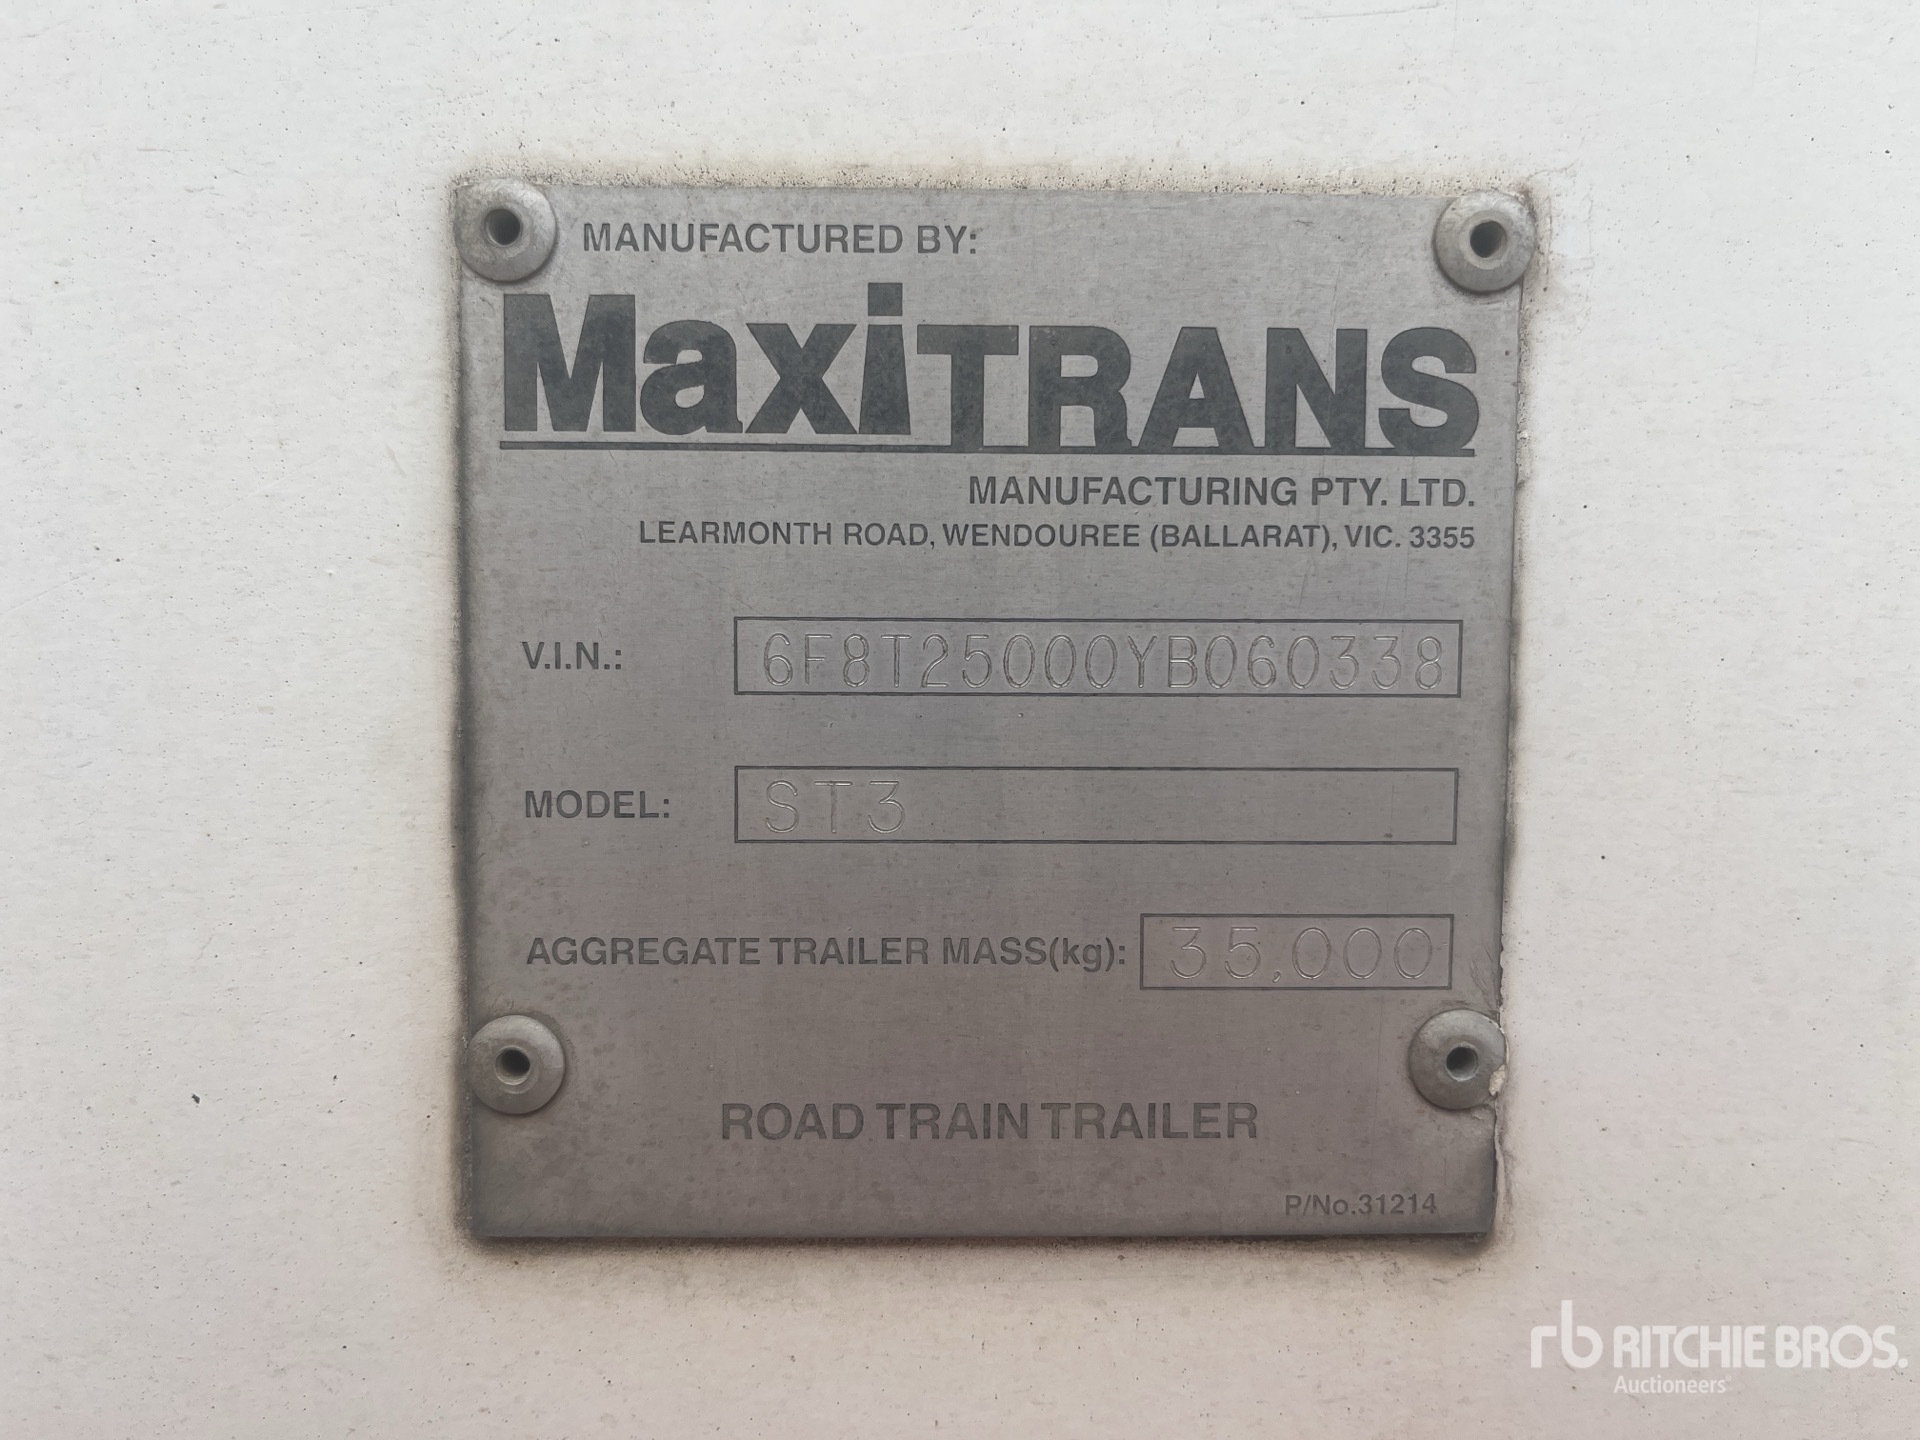 MANUFACTURED BY:
MaxiTRANS
MANUFACTURING PTY. LTD.
LEARMONTH ROAD, WENDOUREE (BALLARAT), VIC. 3355
V.I.N.: 6F8T25000YB060338
MODEL: ST3
AGGREGATE TRAILER MASS(kg): 35,000
ROAD TRAIN TRAILER
P/No.31214
rb RITCHIE BROS.
Auctioneers